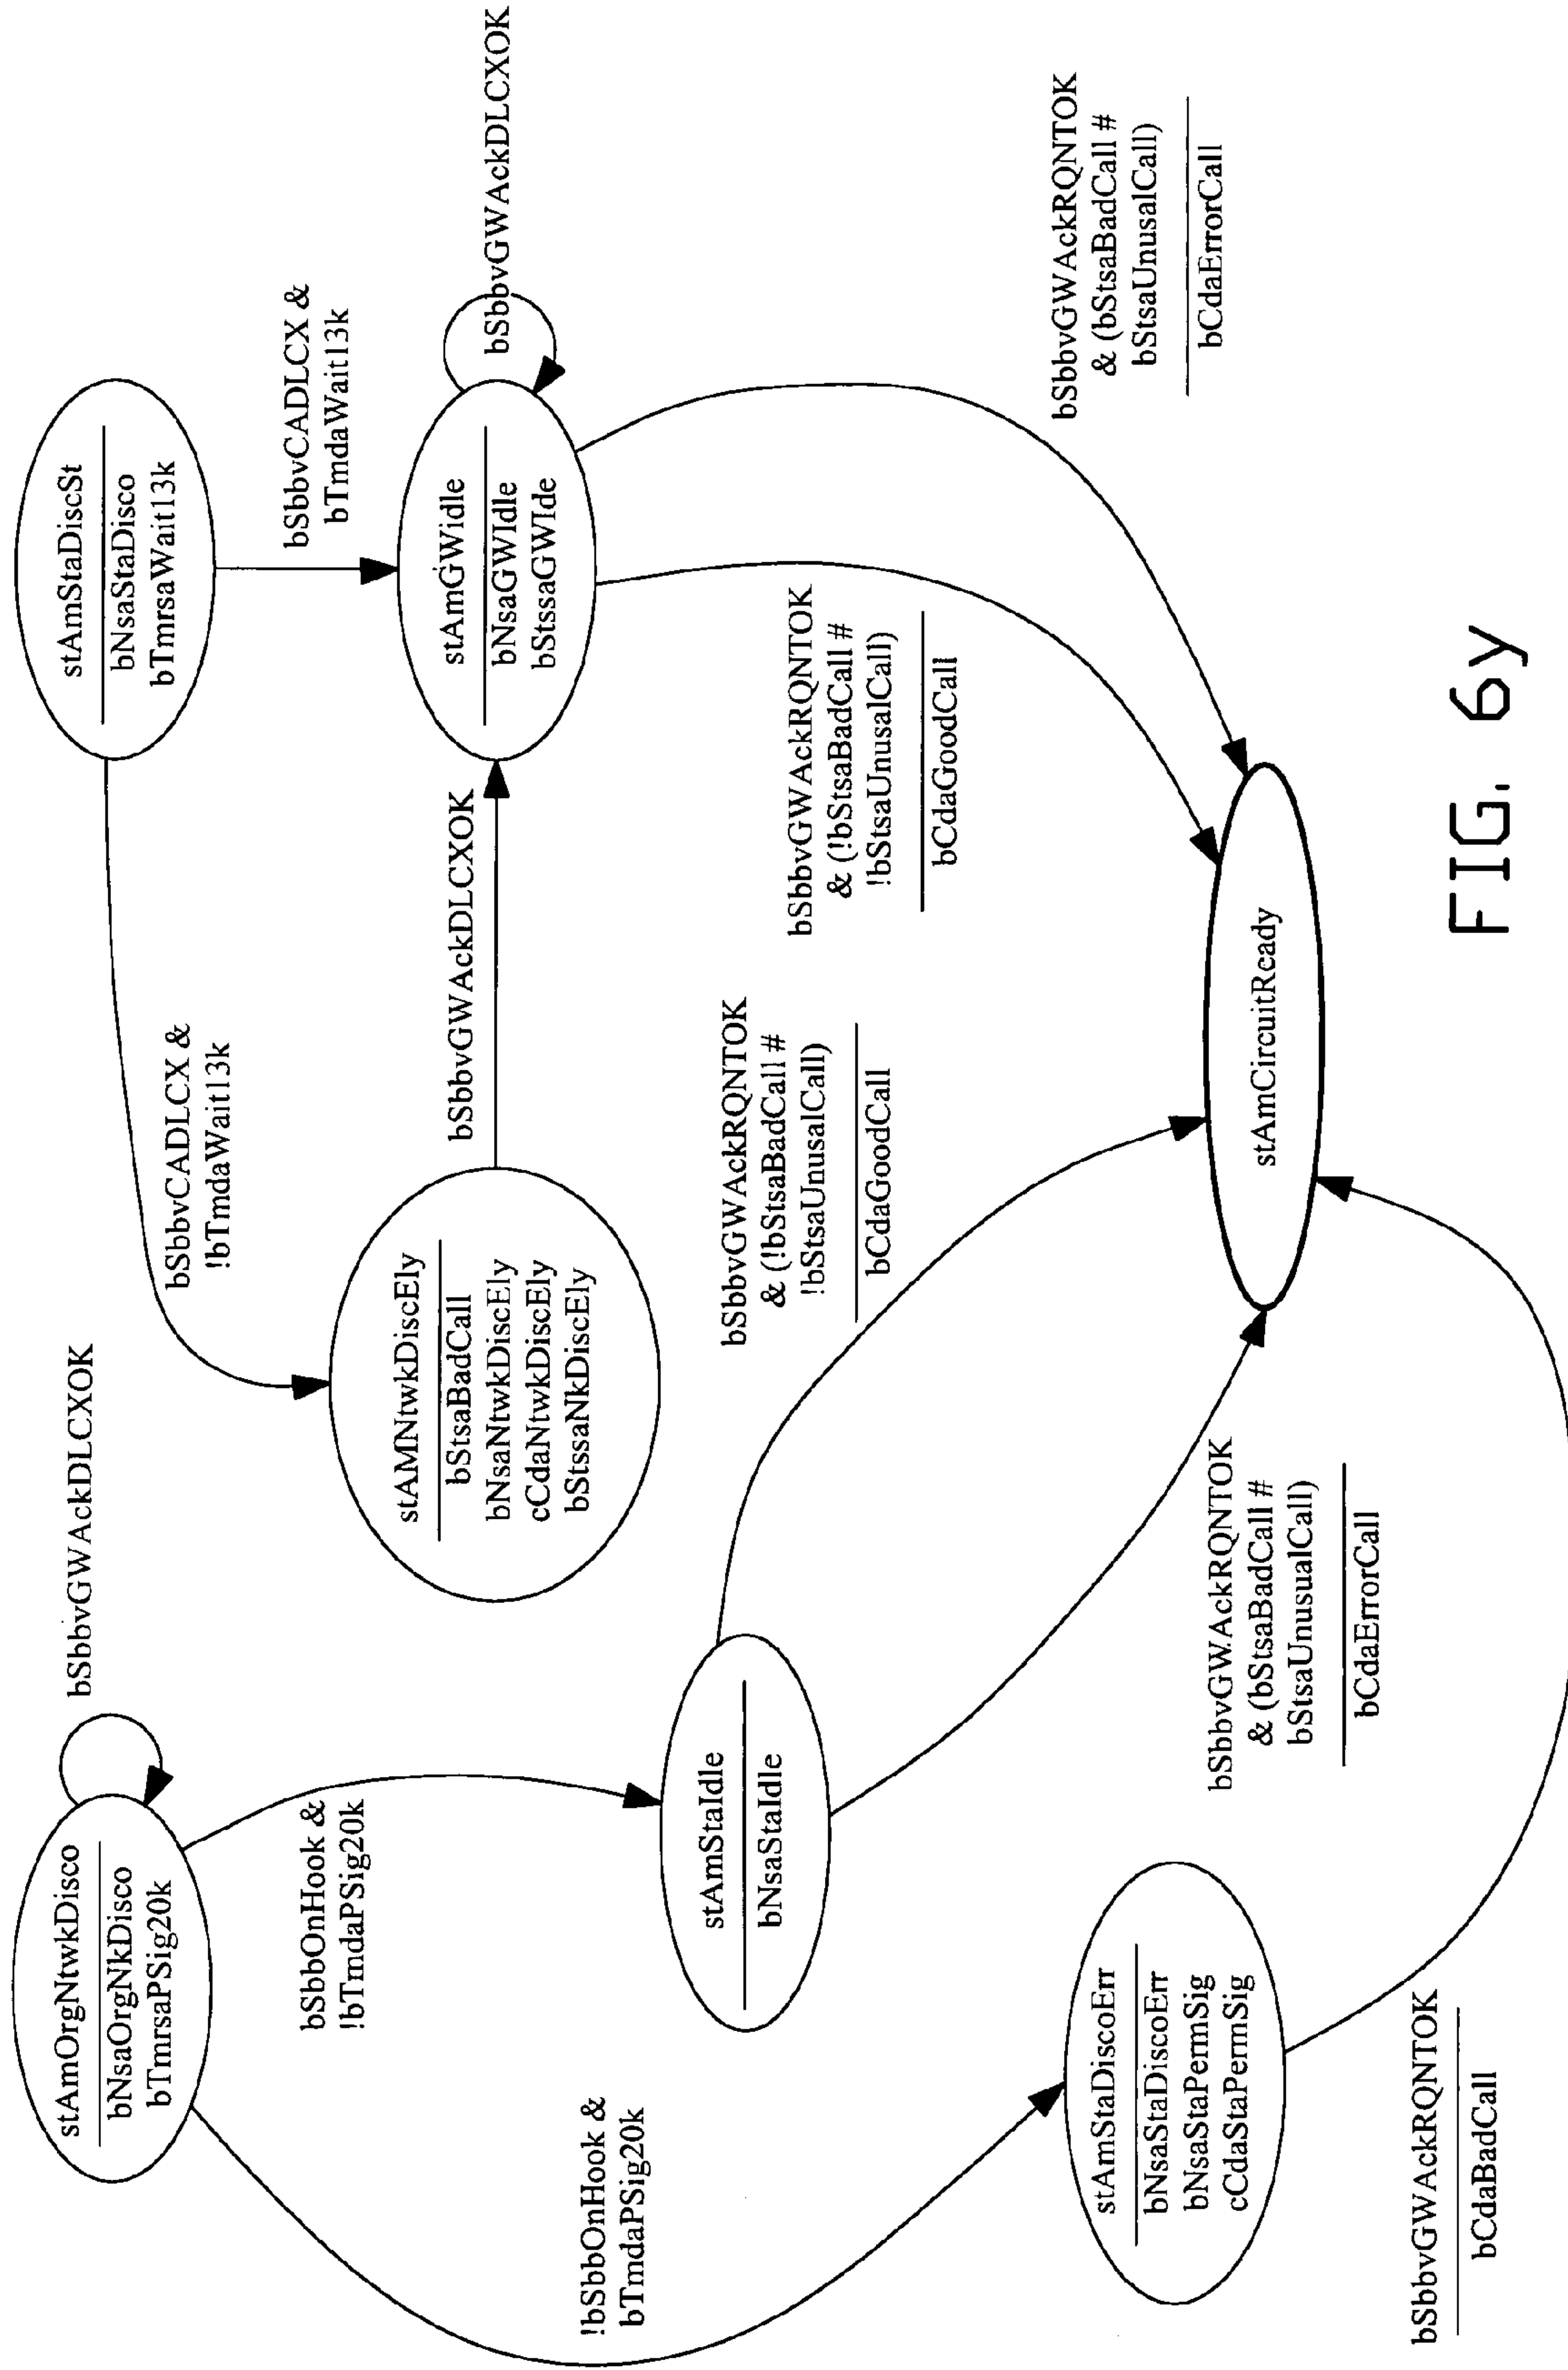 bSbbvGWAckDLCXOK
stAmOrgNtwkDisco
bNsaOrgNkDisco
bTmrsaPSig20k
bSbbOnHook &
!bTmdaPSig20k
!bSbbOnHook &
bTmdaPSig20k
stAmStaDiscoErr
bNsaStaDiscoErr
bNsaStaPermSig
cCdaStaPermSig
bSbbvGWAckRQNTOK
bCdaBadCall
stAmStaIdle
bNsaStaIdle
bSbbvGWAckRQNTOK
& (bStsaBadCall #
bStsaUnusualCall)
bCdaErrorCall
bSbbvGWAckRQNTOK
& (!bStsaBadCall #
!bStsaUnusalCall)
bCdaGoodCall
stAMNtwkDiscEly
bStsaBadCall
bNsaNtwkDiscEly
cCdaNtwkDiscEly
bStssaNkDiscEly
bSbbvCADLCX &
!bTmdaWait13k
bSbbvGWAckDLCXOK
stAmStaDiscSt
bNsaStaDisco
bTmrsaWait13k
bSbbvCADLCX &
bTmdaWait13k
stAmGWidle
bNsaGWIdle
bStssaGWIde
bSbbvGWAckDLCXOK
bSbbvGWAckRQNTOK
& (!bStsaBadCall #
!bStsaUnusalCall)
bCdaGoodCall
bSbbvGWAckRQNTOK
& (bStsaBadCall #
bStsaUnusalCall)
bCdaErrorCall
stAmCircuitReady
FIG. 6y